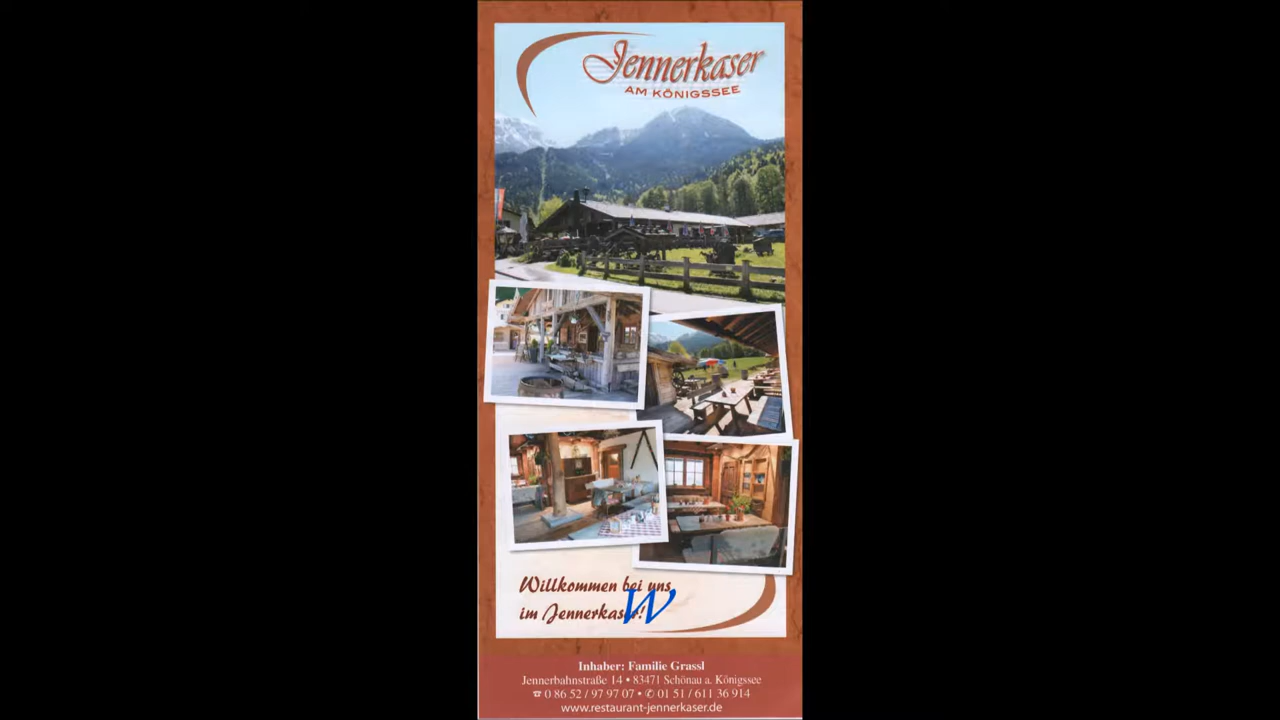 Jennerkaser
AM KÖNIGSSEE
Willkommen bei uns
im Jennerkaser!
W
Inhaber: Familie Grassl
Jennerbahnstraße 14 • 83471 Schönau a. Königssee
☎ 0 86 52 / 97 97 07 • ✆ 01 51 / 611 36 914
www.restaurant-jennerkaser.de